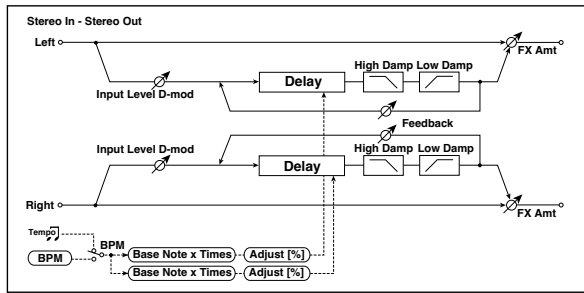 Stereo In - Stereo Out
Left
FX Amt
High Damp Low Damp
Delay
Input Level D-mod
Feedback
Input Level D-mod
High Damp Low Damp
Delay
Right
FX Amt
Tempo
BPM
BPM
Base Note x Times Adjust [%]
Base Note x Times Adjust [%]